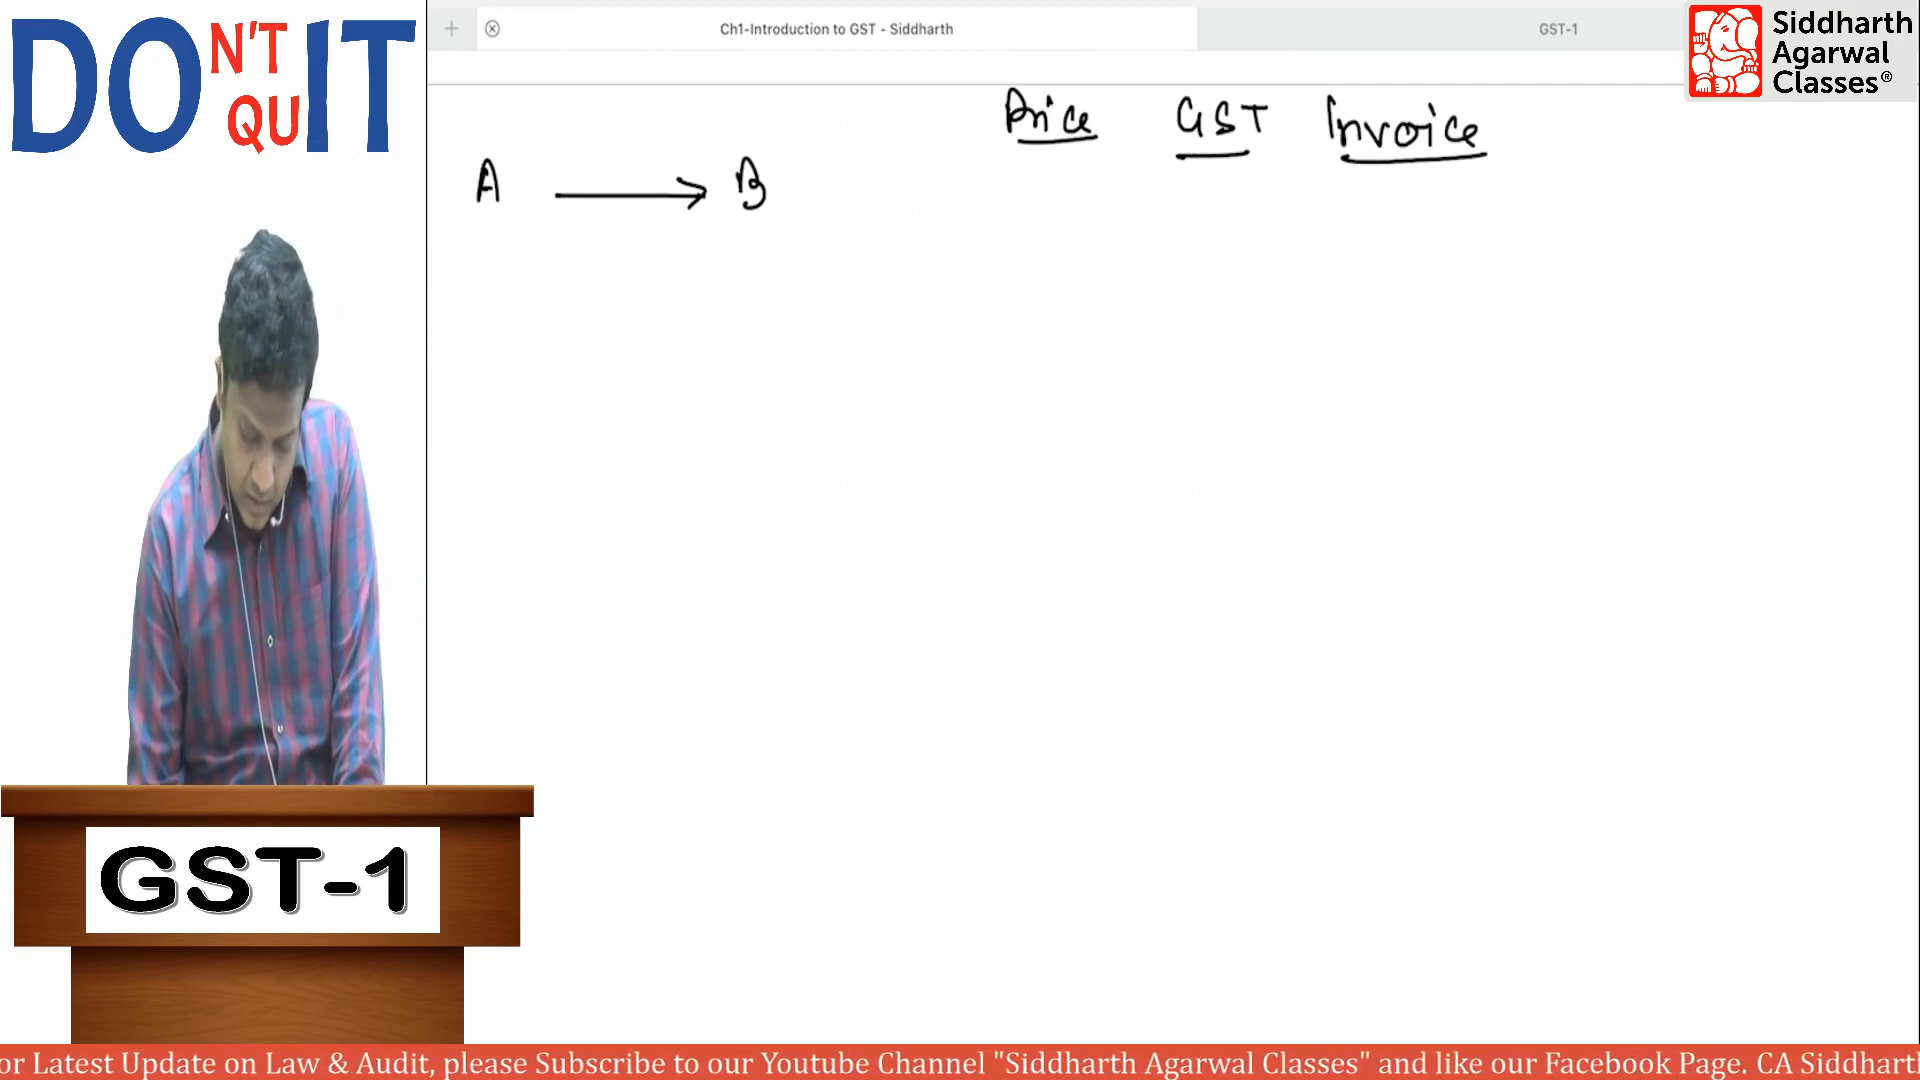 DON'T QUIT
Ch1-Introduction to GST - Siddharth
GST-1
Siddharth
Agarwal
Classes®
Price GST Invoice
A → B
GST-1
or Latest Update on Law & Audit, please Subscribe to our Youtube Channel "Siddharth Agarwal Classes" and like our Facebook Page. CA Siddharth